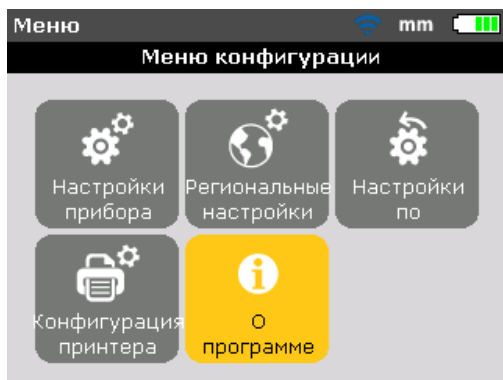 Меню
mm
Меню конфигурации
Настройки
прибора
Региональные
настройки
Настройки
по
Конфигурация
принтера
О
программе